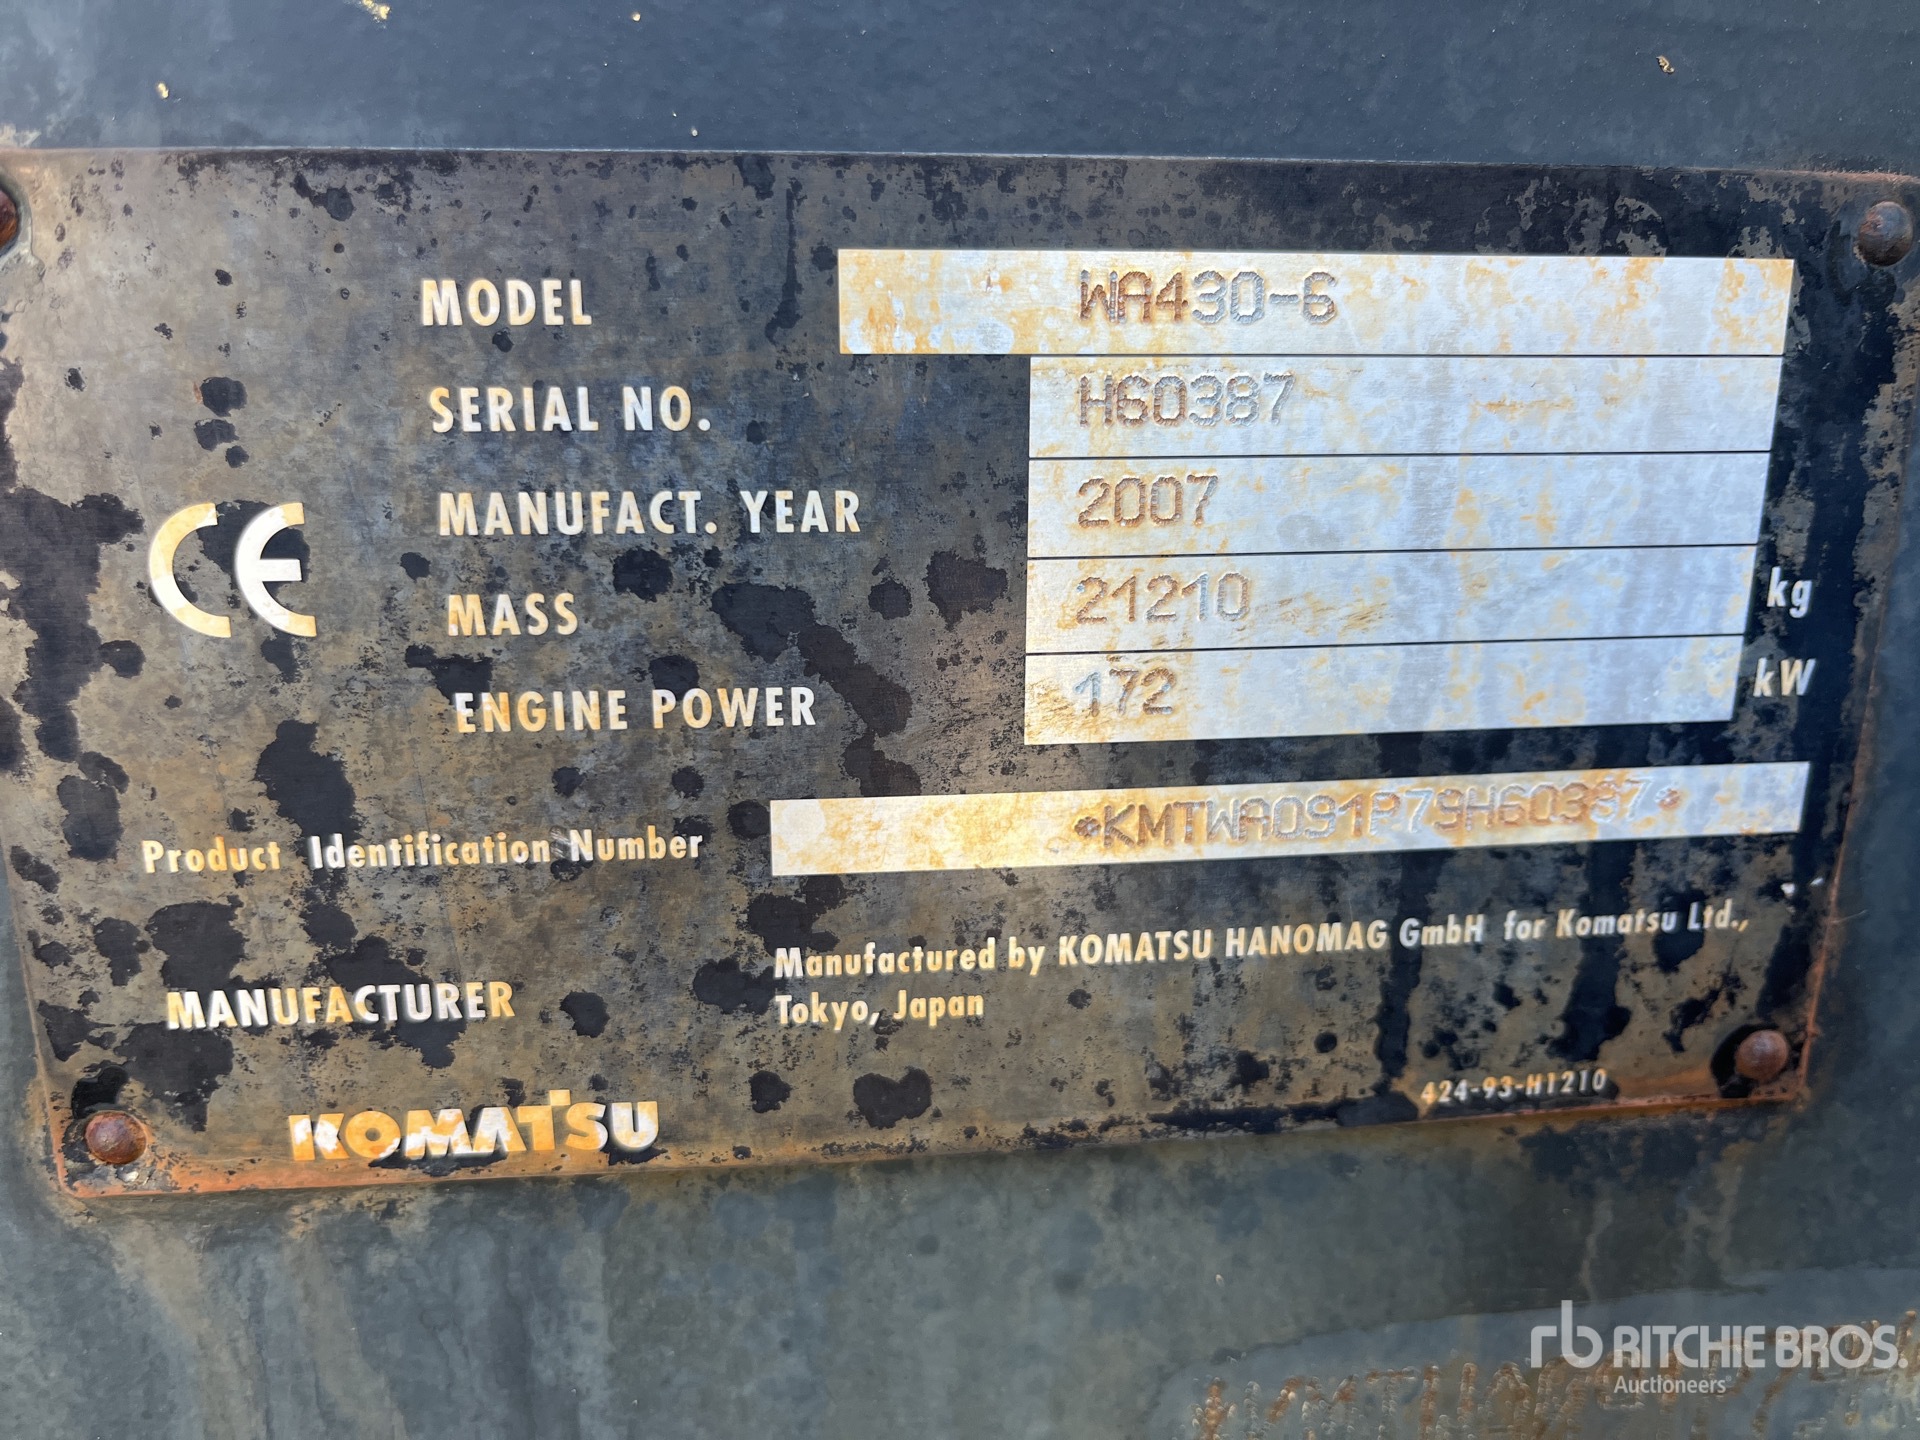 MODEL WA430-6
SERIAL NO. H60387
MANUFACT. YEAR 2007
CE
MASS 21210 kg
ENGINE POWER 172 kW
Product Identification Number *KMTWA091P79H60387*
Manufactured by KOMATSU HANOMAG GmbH for Komatsu Ltd.,
MANUFACTURER Tokyo, Japan
424-93-H1210
KOMATSU
rb RITCHIE BROS.
Auctioneers